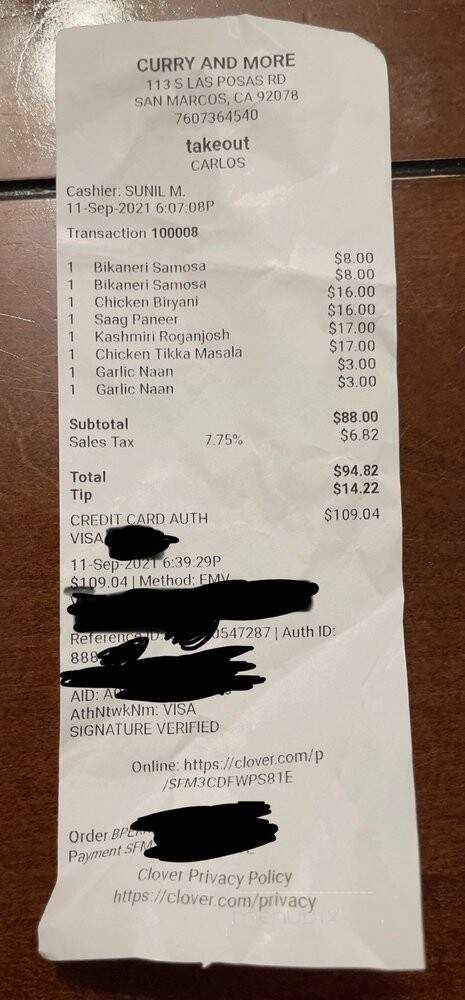 CURRY AND MORE
113 S LAS POSAS RD
SAN MARCOS, CA 92078
7607364540
takeout
CARLOS
Cashier: SUNIL M.
11-Sep-2021 6:07:08P
Transaction 100008
1 Bikaneri Samosa $8.00
1 Bikaneri Samosa $8.00
1 Chicken Biryani $16.00
1 Saag Paneer $16.00
1 Kashmiri Roganjosh $17.00
1 Chicken Tikka Masala $17.00
1 Garlic Naan $3.00
1 Garlic Naan $3.00
Subtotal $88.00
Sales Tax 7.75% $6.82
Total $94.82
Tip $14.22
CREDIT CARD AUTH $109.04
VISA
11-Sep-2021 6:39:29P
$109.04 | Method: EMV
Reference ID: 0547287 | Auth ID:
888
AID:
AthNtwkNm: VISA
SIGNATURE VERIFIED
Online: https://clover.com/p
/SFM3CDFWPS81E
Order
Payment
Clover Privacy Policy
https://clover.com/privacy